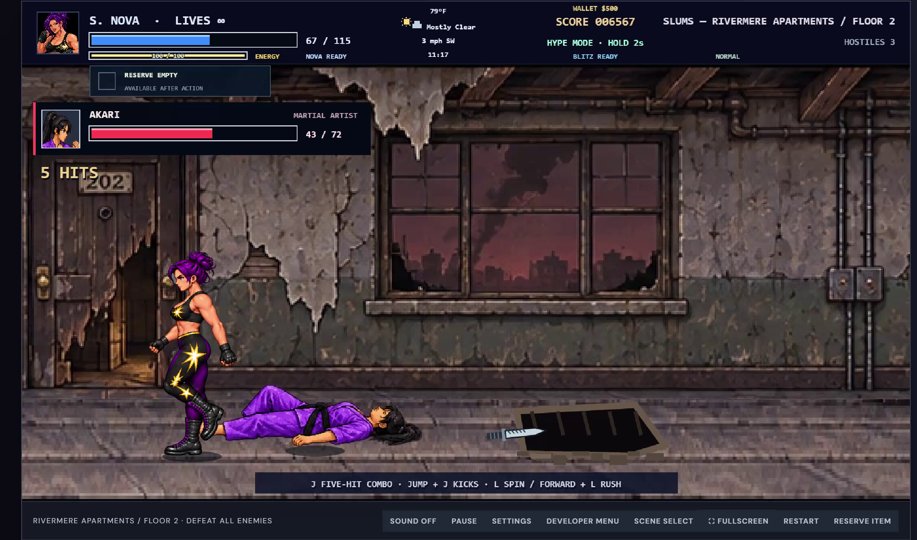 S. NOVA · LIVES ∞
67 / 115
100 / 100
ENERGY
NOVA READY
79°F
Mostly Clear
3 mph SW
11:17
WALLET $500
SCORE 006567
HYPE MODE · HOLD 2s
BLITZ READY
SLUMS — RIVERMERE APARTMENTS / FLOOR 2
HOSTILES 3
NORMAL
RESERVE EMPTY
AVAILABLE AFTER ACTION
AKARI
MARTIAL ARTIST
43 / 72
5 HITS
202
J FIVE-HIT COMBO · JUMP + J KICKS · L SPIN / FORWARD + L RUSH
RIVERMERE APARTMENTS / FLOOR 2 · DEFEAT ALL ENEMIES
SOUND OFF
PAUSE
SETTINGS
DEVELOPER MENU
SCENE SELECT
FULLSCREEN
RESTART
RESERVE ITEM